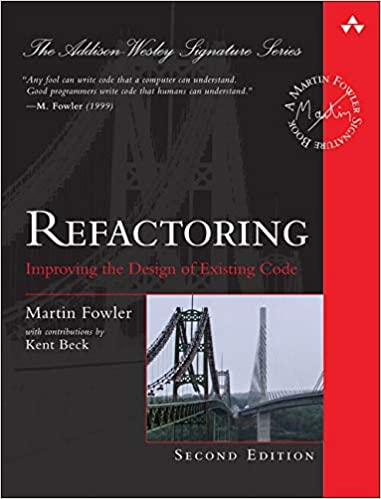 The Addison-Wesley Signature Series
“Any fool can write code that a computer can understand.
Good programmers write code that humans can understand.”
—M. Fowler (1999)
A MARTIN FOWLER SIGNATURE BOOK
Martin
REFACTORING
Improving the Design of Existing Code
Martin Fowler
with contributions by
Kent Beck
SECOND EDITION